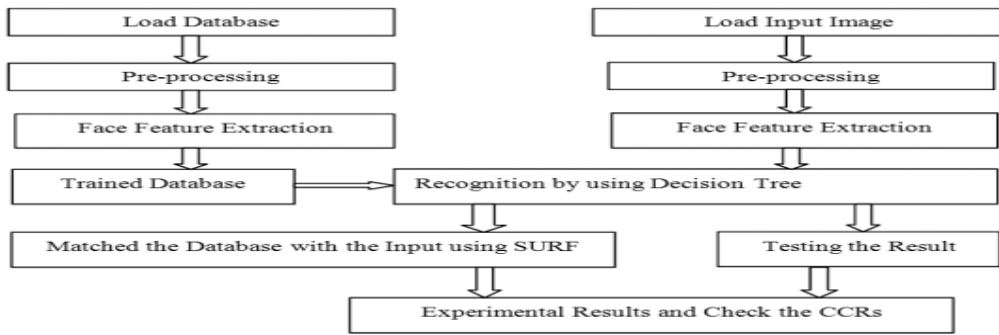 Load Database
Load Input Image
Pre-processing
Pre-processing
Face Feature Extraction
Face Feature Extraction
Trained Database
Recognition by using Decision Tree
Matched the Database with the Input using SURF
Testing the Result
Experimental Results and Check the CCRs